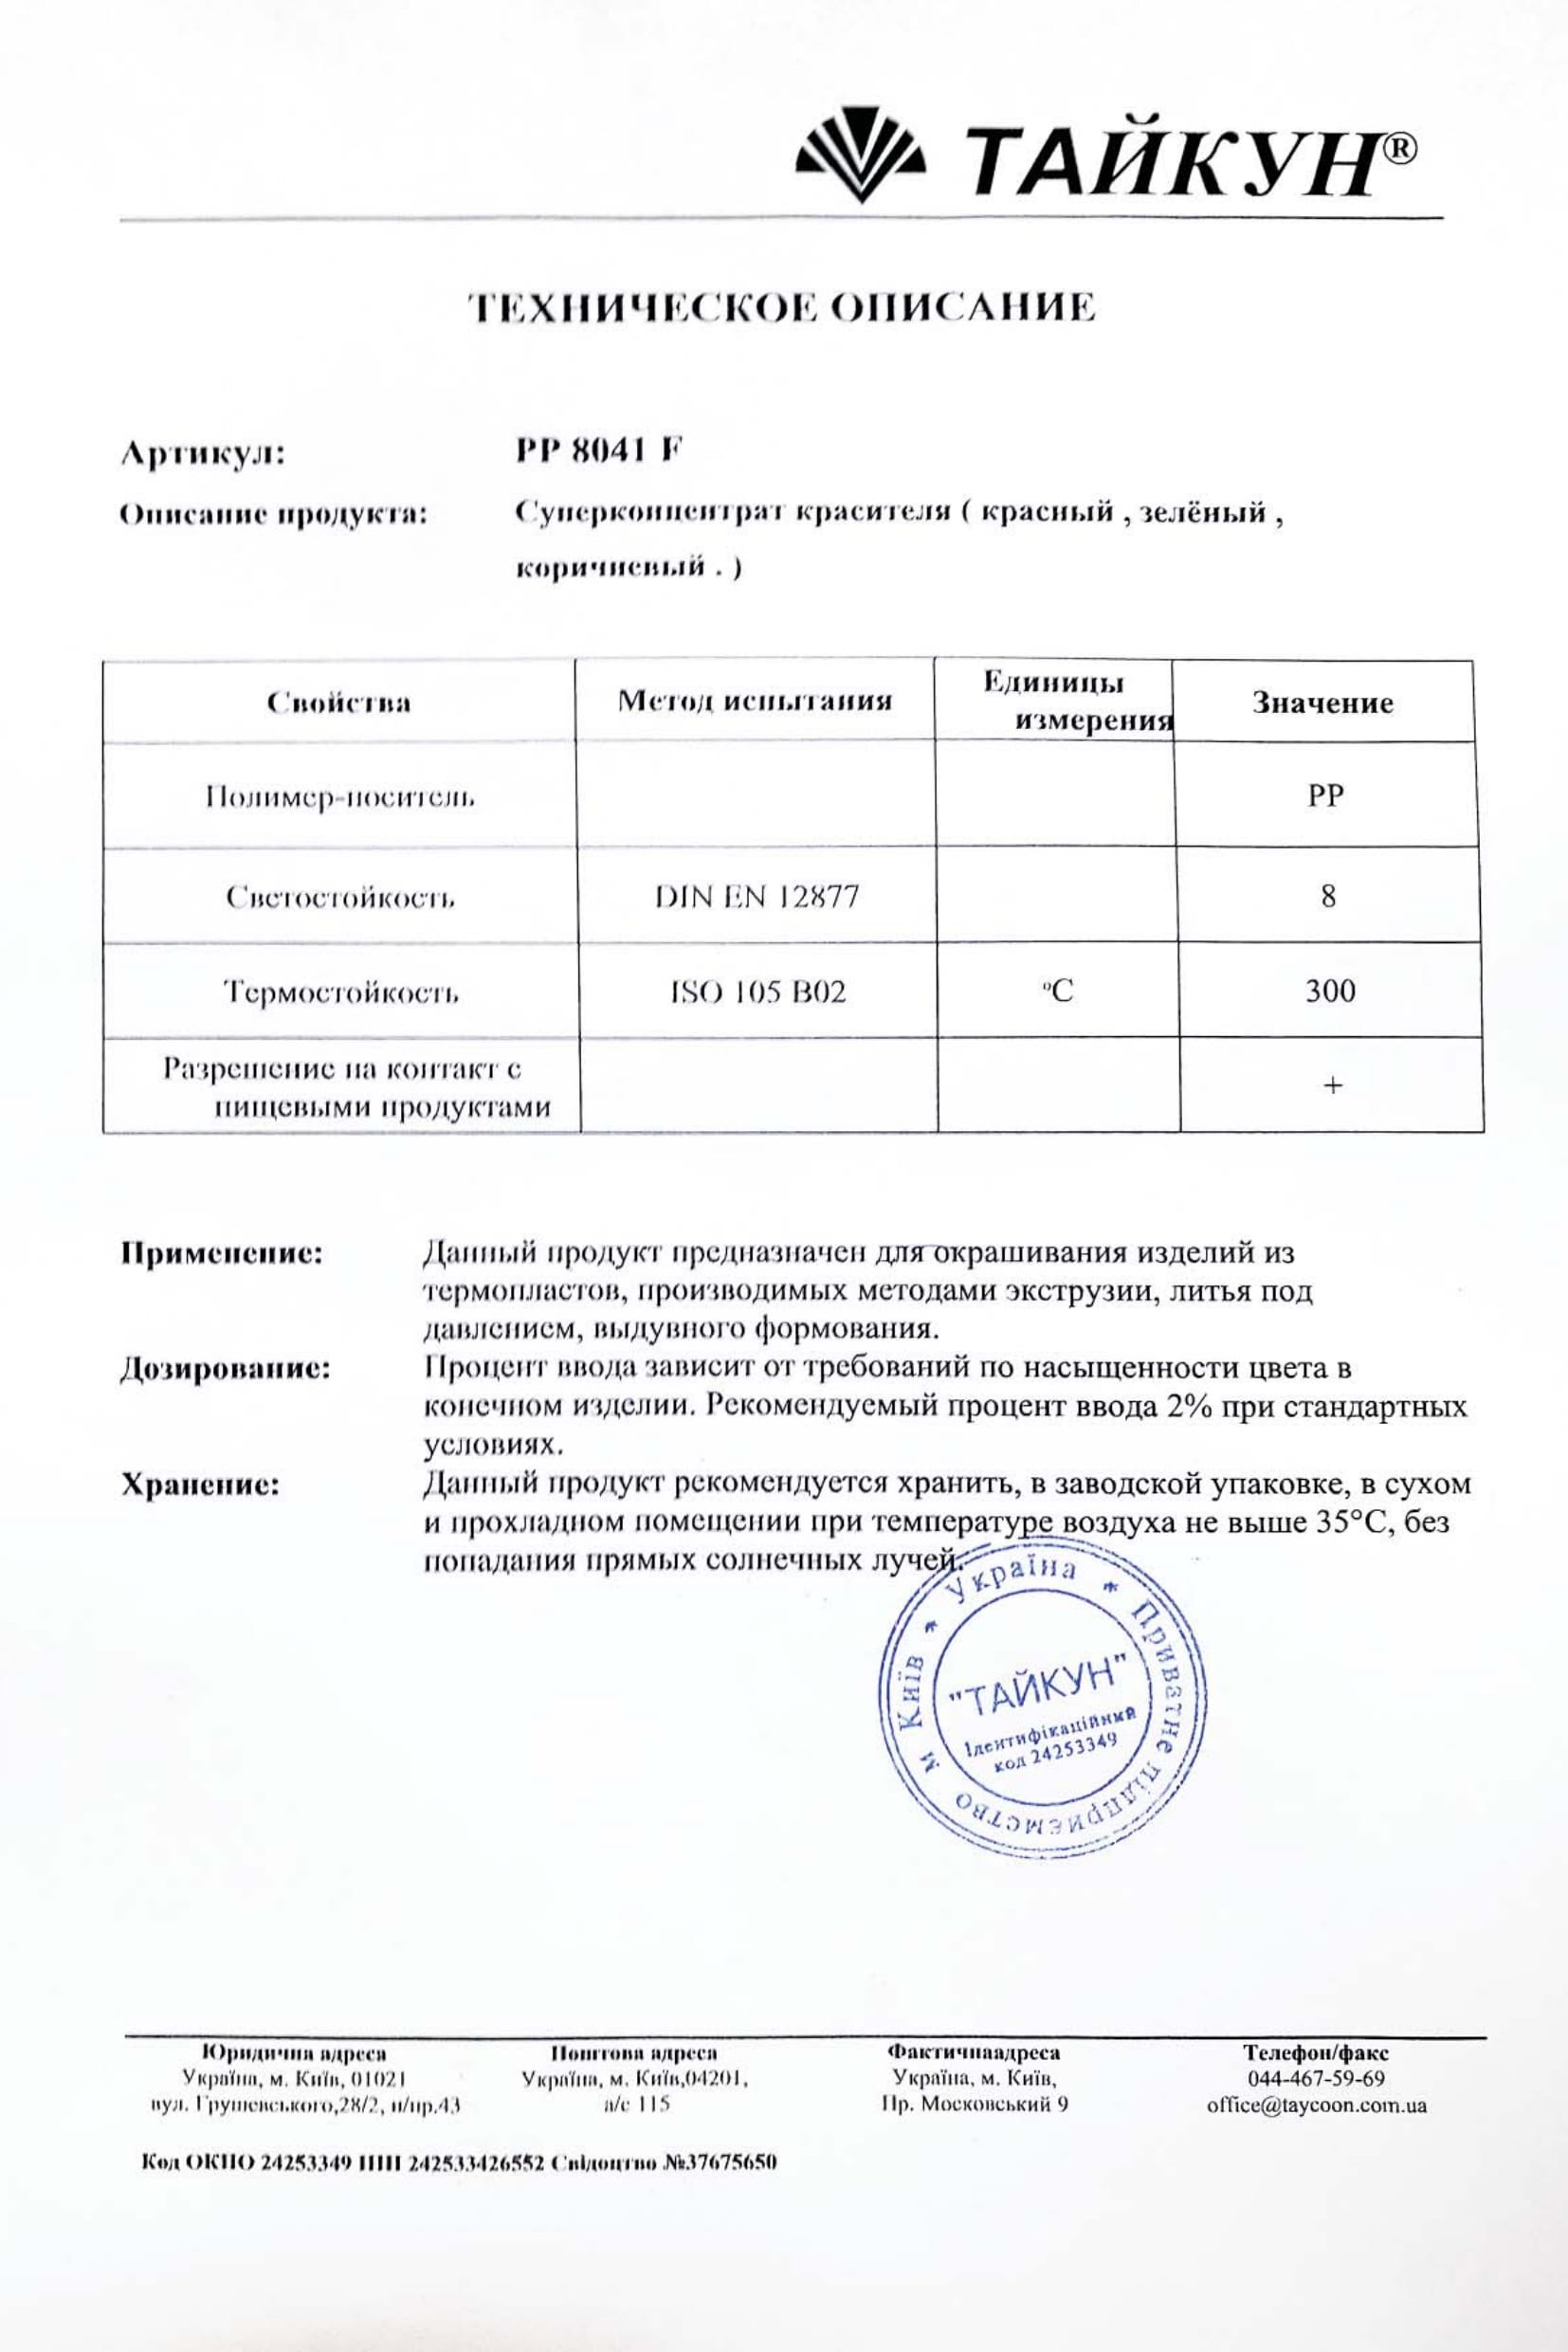 ТАЙКУН®
ТЕХНИЧЕСКОЕ ОПИСАНИЕ
Артикул: PP 8041 F
Описание продукта: Суперконцентрат красителя ( красный , зелёный ,
коричневый . )
Свойства Метод испытания Единицы измерения Значение
Полимер-носитель PP
Светостойкость DIN EN 12877 8
Термостойкость ISO 105 B02 °C 300
Разрешение на контакт с
пищевыми продуктами +
Применение: Данный продукт предназначен для окрашивания изделий из
термопластов, производимых методами экструзии, литья под
давлением, выдувного формования.
Дозирование: Процент ввода зависит от требований по насыщенности цвета в
конечном изделии. Рекомендуемый процент ввода 2% при стандартных
условиях.
Хранение: Данный продукт рекомендуется хранить, в заводской упаковке, в сухом
и прохладном помещении при температуре воздуха не выше 35°С, без
попадания прямых солнечных лучей.
м Київ * Україна * Приватне підприємство
"ТАЙКУН"
Ідентифікаційний
код 24253349
Юридична адреса Поштова адреса Фактичнаадреса Телефон/факс
Україна, м. Київ, 01021 Україна, м. Київ,04201, Україна, м. Київ, 044-467-59-69
вул. Грушевського,28/2, н/пр.43 а/с 115 Пр. Московський 9 office@taycoon.com.ua
Код ОКПО 24253349 ІПН 242533426552 Свідоцтво №37675650